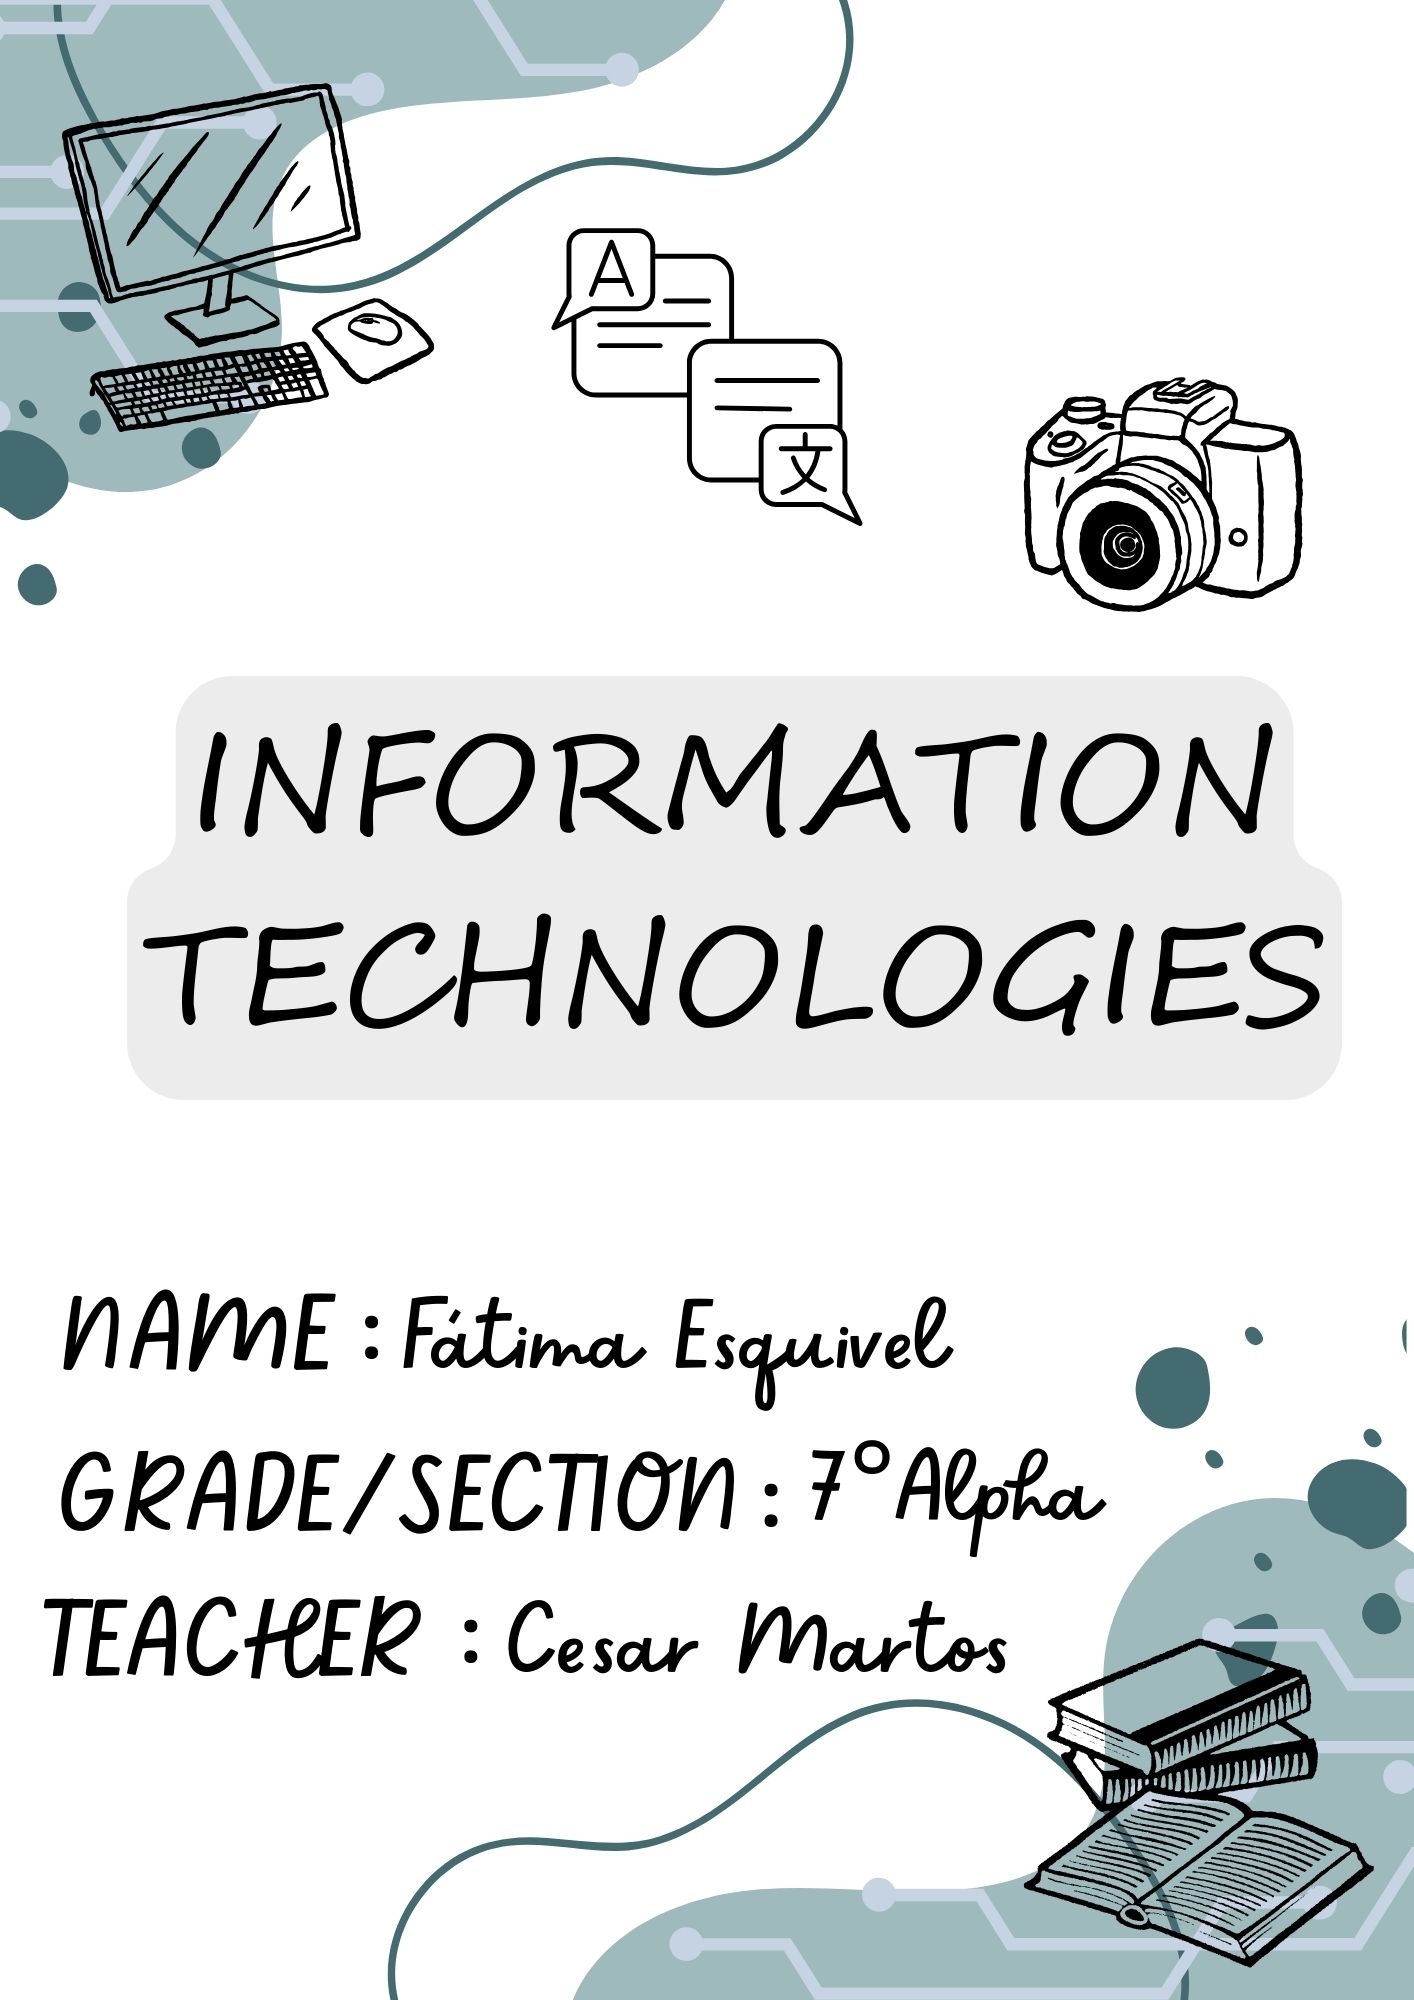 A
文
INFORMATION
TECHNOLOGIES
NAME : Fátima Esquivel
GRADE/SECTION : 7°Alpha
TEACHER : Cesar Martos